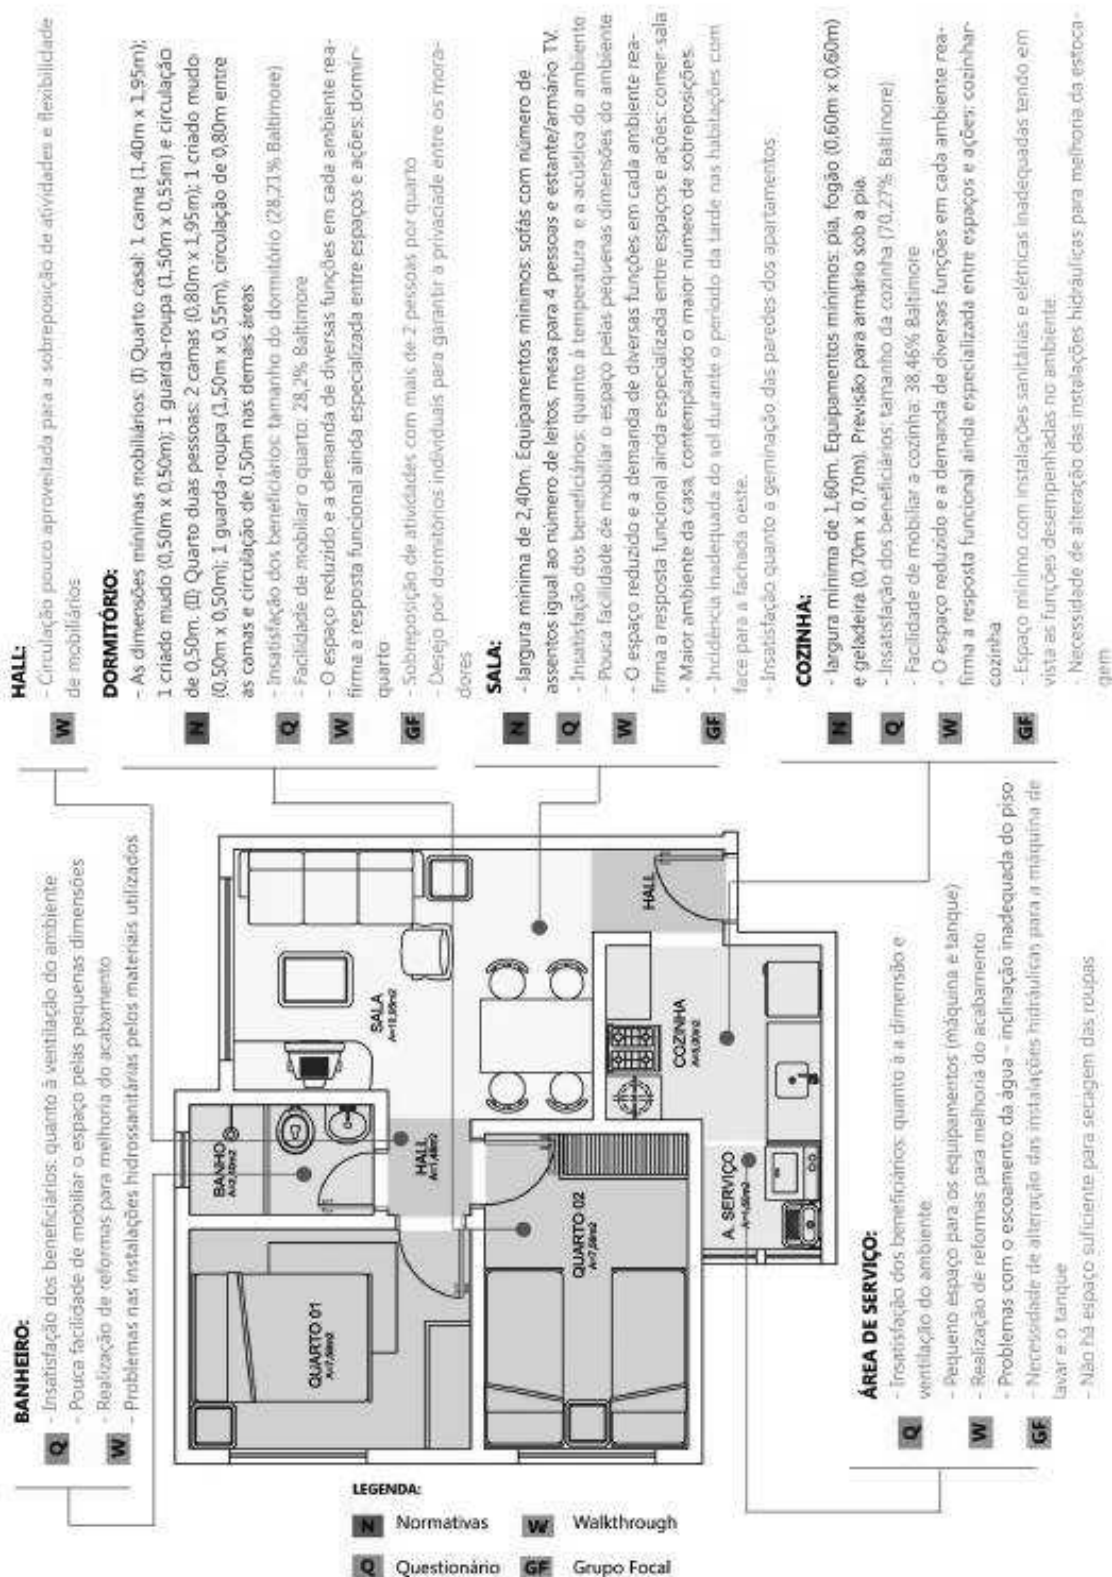 BANHEIRO:
Q
- Insatisfação dos beneficiários: quanto à ventilação do ambiente
- Pouca facilidade de mobiliar o espaço pelas pequenas dimensões
W
- Realização de reformas para melhoria do acabamento
- Problemas nas instalações hidrossanitárias pelos materiais utilizados
HALL:
W
- Circulação pouco aproveitada para a sobreposição de atividades e flexibilidade
de mobiliários
DORMITÓRIO:
N
- As dimensões mínimas mobiliários (I) Quarto casal: 1 cama (1,40m x 1,95m);
1 criado mudo (0,50m x 0,50m); 1 guarda-roupa (1,50m x 0,55m) e circulação
de 0,50m. (II) Quarto duas pessoas: 2 camas (0,80m x 1,95m); 1 criado mudo
(0,50m x 0,50m); 1 guarda-roupa (1,50m x 0,55m), circulação de 0,80m entre
as camas e circulação de 0,50m nas demais áreas
Q
- Insatisfação dos beneficiários: tamanho do dormitório (28,21% Baltimore)
- Facilidade de mobiliar o quarto: 28,2% Baltimore
W
- O espaço reduzido e a demanda de diversas funções em cada ambiente rea-
firma a resposta funcional ainda especializada entre espaços e ações: dormir-
quarto
GF
- Sobreposição de atividades com mais de 2 pessoas por quarto
- Desejo por dormitórios individuais para garantir a privacidade entre os mora-
dores
SALA:
N
- largura mínima de 2,40m. Equipamentos mínimos: sofás com número de
assentos igual ao número de leitos, mesa para 4 pessoas e estante/armário TV.
Q
- Insatisfação dos beneficiários: quanto à temperatura e a acústica do ambiente
- Pouca facilidade de mobiliar o espaço pelas pequenas dimensões do ambiente
W
- O espaço reduzido e a demanda de diversas funções em cada ambiente rea-
firma a resposta funcional ainda especializada entre espaços e ações: comer-sala
- Maior ambiente da casa, contemplando o maior número de sobreposições.
GF
- Incidência inadequada do sol durante o período da tarde nas habitações com
face para a fachada oeste.
- Insatisfação quanto a geminação das paredes dos apartamentos
COZINHA:
N
- largura mínima de 1,60m. Equipamentos mínimos: pia, fogão (0,60m x 0,60m)
e geladeira (0,70m x 0,70m). Previsão para armário sob a pia.
Q
- Insatisfação dos beneficiários: tamanho da cozinha (70,27% Baltimore)
- Facilidade de mobiliar a cozinha: 38,46% Baltimore
W
- O espaço reduzido e a demanda de diversas funções em cada ambiente rea-
firma a resposta funcional ainda especializada entre espaços e ações: cozinhar-
cozinha
GF
- Espaço mínimo com instalações sanitárias e elétricas inadequadas tendo em
vista as funções desempenhadas no ambiente.
- Necessidade de alteração das instalações hidráulicas para melhoria da estoca-
gem
QUARTO 01
BANHO
HALL
SALA
QUARTO 02
COZINHA
HALL
A. SERVIÇO
ÁREA DE SERVIÇO:
Q
- Insatisfação dos beneficiários: quanto à a dimensão e
ventilação do ambiente
W
- Pequeno espaço para os equipamentos (máquina e tanque)
- Realização de reformas para melhoria do acabamento
- Problemas com o escoamento da água - inclinação inadequada do piso
GF
- Necessidade de alteração das instalações hidráulicas para a máquina de
lavar e o tanque
- Não há espaço suficiente para secagem das roupas
LEGENDA:
N Normativas
W Walkthrough
Q Questionário
GF Grupo Focal